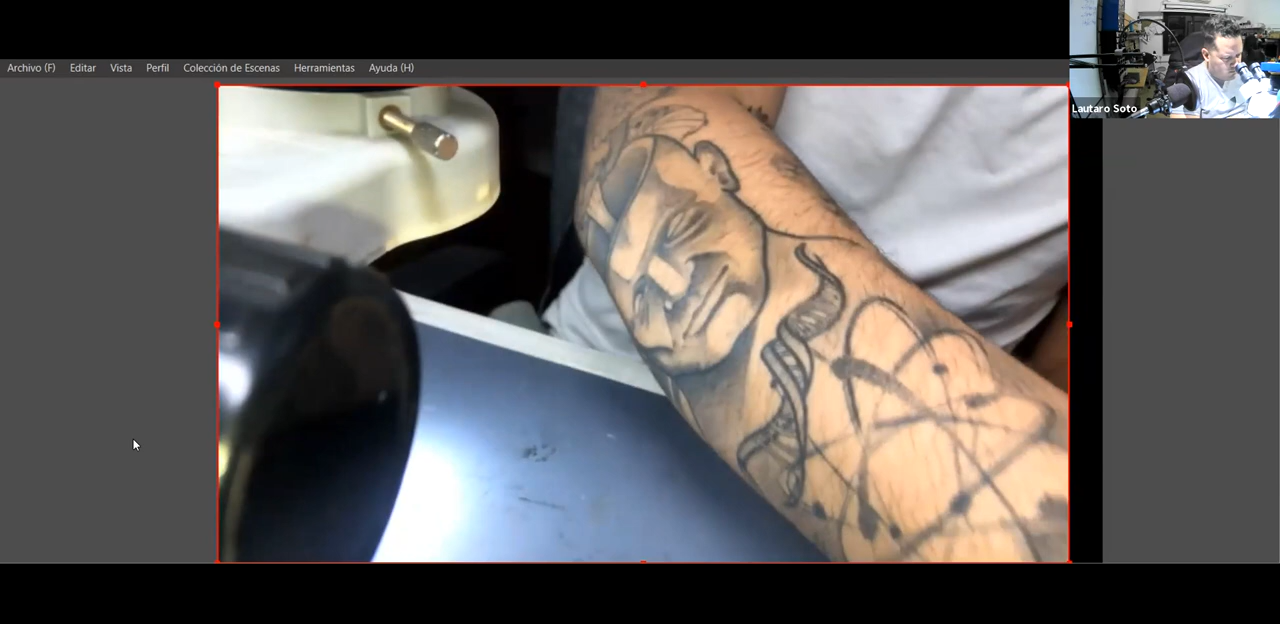 Archivo (F) Editar Vista Perfil Colección de Escenas Herramientas Ayuda (H)
Lautaro Soto